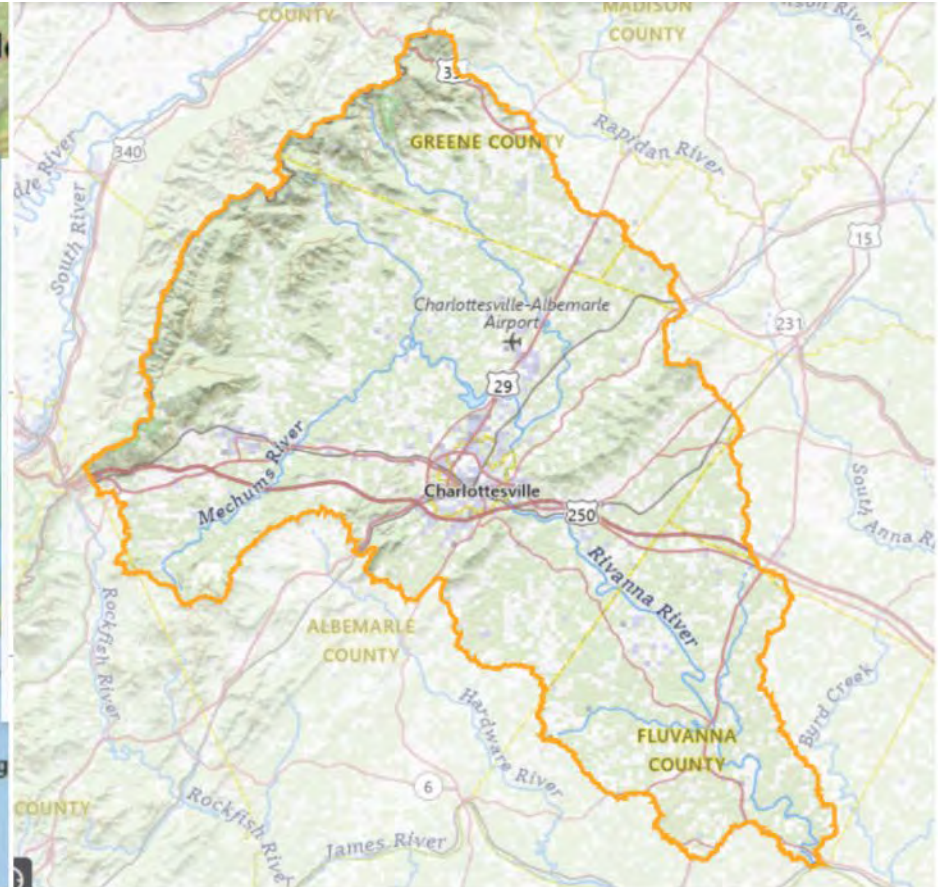 COUNTY
MADISON
COUNTY
33
GREENE COUNTY
Rapidan River
340
South River
15
Charlottesville-Albemarle
Airport
231
29
Mechums River
Charlottesville
250
South Anna R
Rivanna River
Rockfish River
ALBEMARLE
COUNTY
Byrd Creek
Hardware River
FLUVANNA
COUNTY
6
COUNTY
Rockfish River
James River